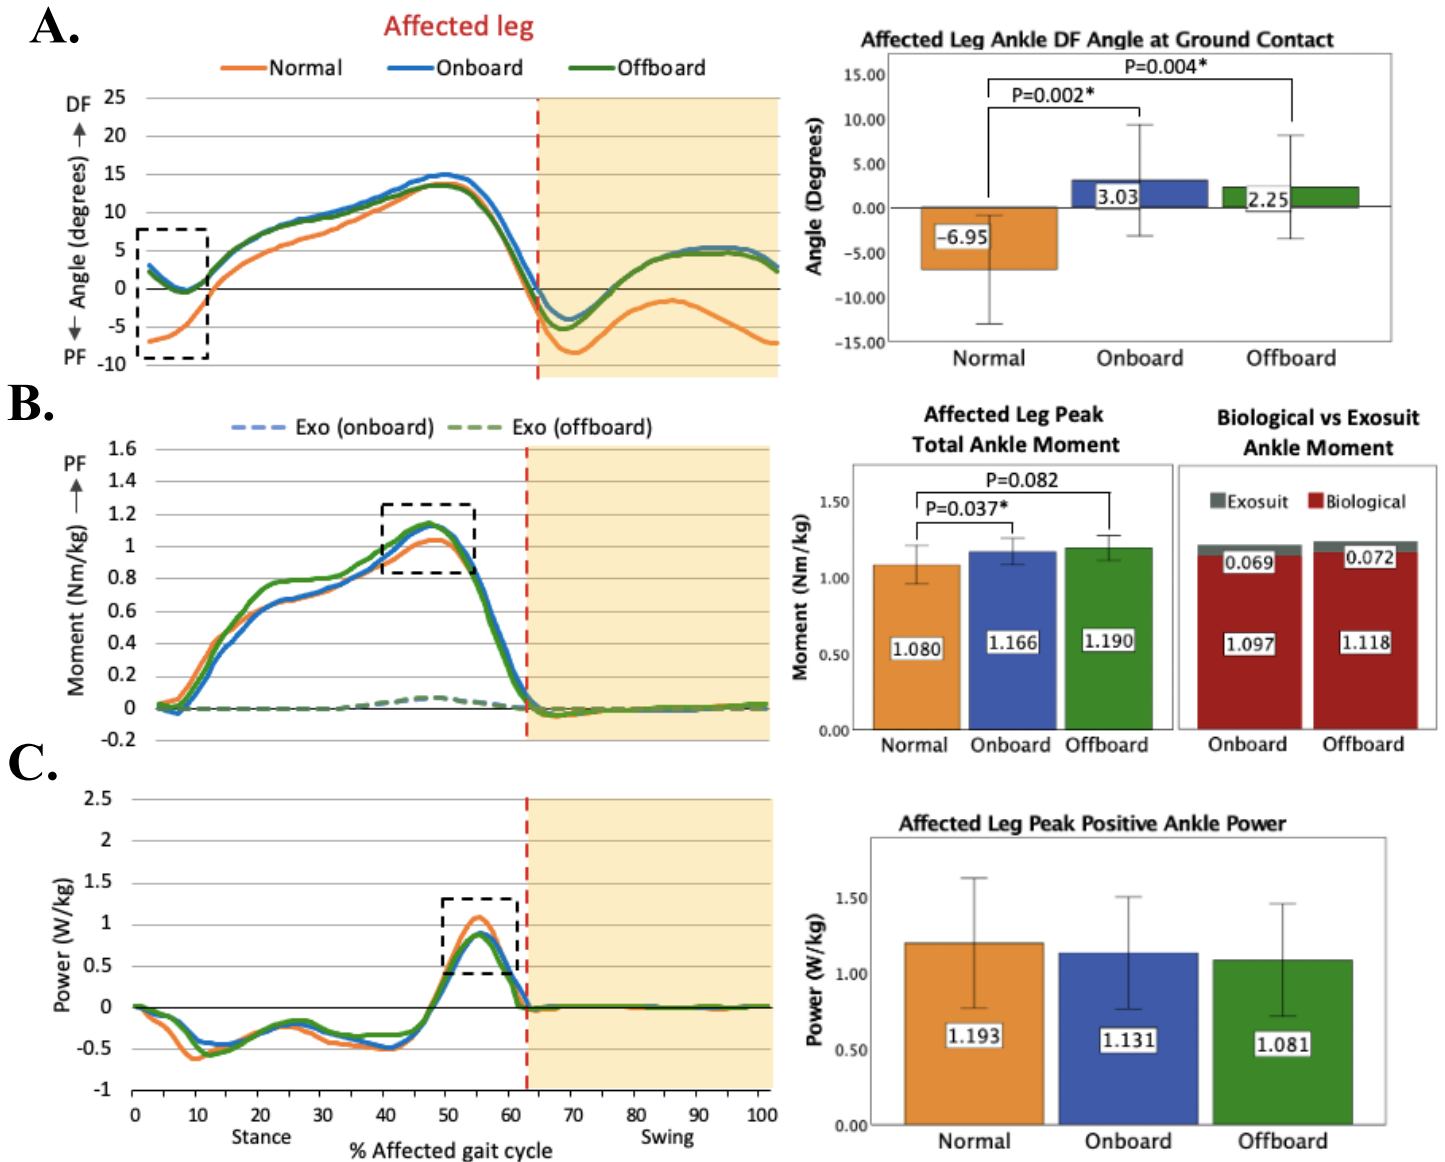 A.
Affected leg
Normal Onboard Offboard
DF
Angle (degrees)
PF
25
20
15
10
5
0
-5
-10
Affected Leg Ankle DF Angle at Ground Contact
P=0.004*
P=0.002*
Angle (Degrees)
15.00
10.00
5.00
0.00
−5.00
−10.00
−15.00
−6.95
3.03
2.25
Normal Onboard Offboard
B.
Exo (onboard) Exo (offboard)
PF
Moment (Nm/kg)
1.6
1.4
1.2
1
0.8
0.6
0.4
0.2
0
-0.2
Affected Leg Peak
Total Ankle Moment
P=0.082
P=0.037*
Moment (Nm/kg)
1.50
1.00
0.50
0.00
1.080
1.166
1.190
Normal Onboard Offboard
Biological vs Exosuit
Ankle Moment
Exosuit Biological
0.069
0.072
1.097
1.118
Onboard Offboard
C.
Power (W/kg)
2.5
2
1.5
1
0.5
0
-0.5
-1
0 10 20 30 40 50 60 70 80 90 100
Stance Swing
% Affected gait cycle
Affected Leg Peak Positive Ankle Power
Power (W/kg)
1.50
1.00
0.50
0.00
1.193
1.131
1.081
Normal Onboard Offboard